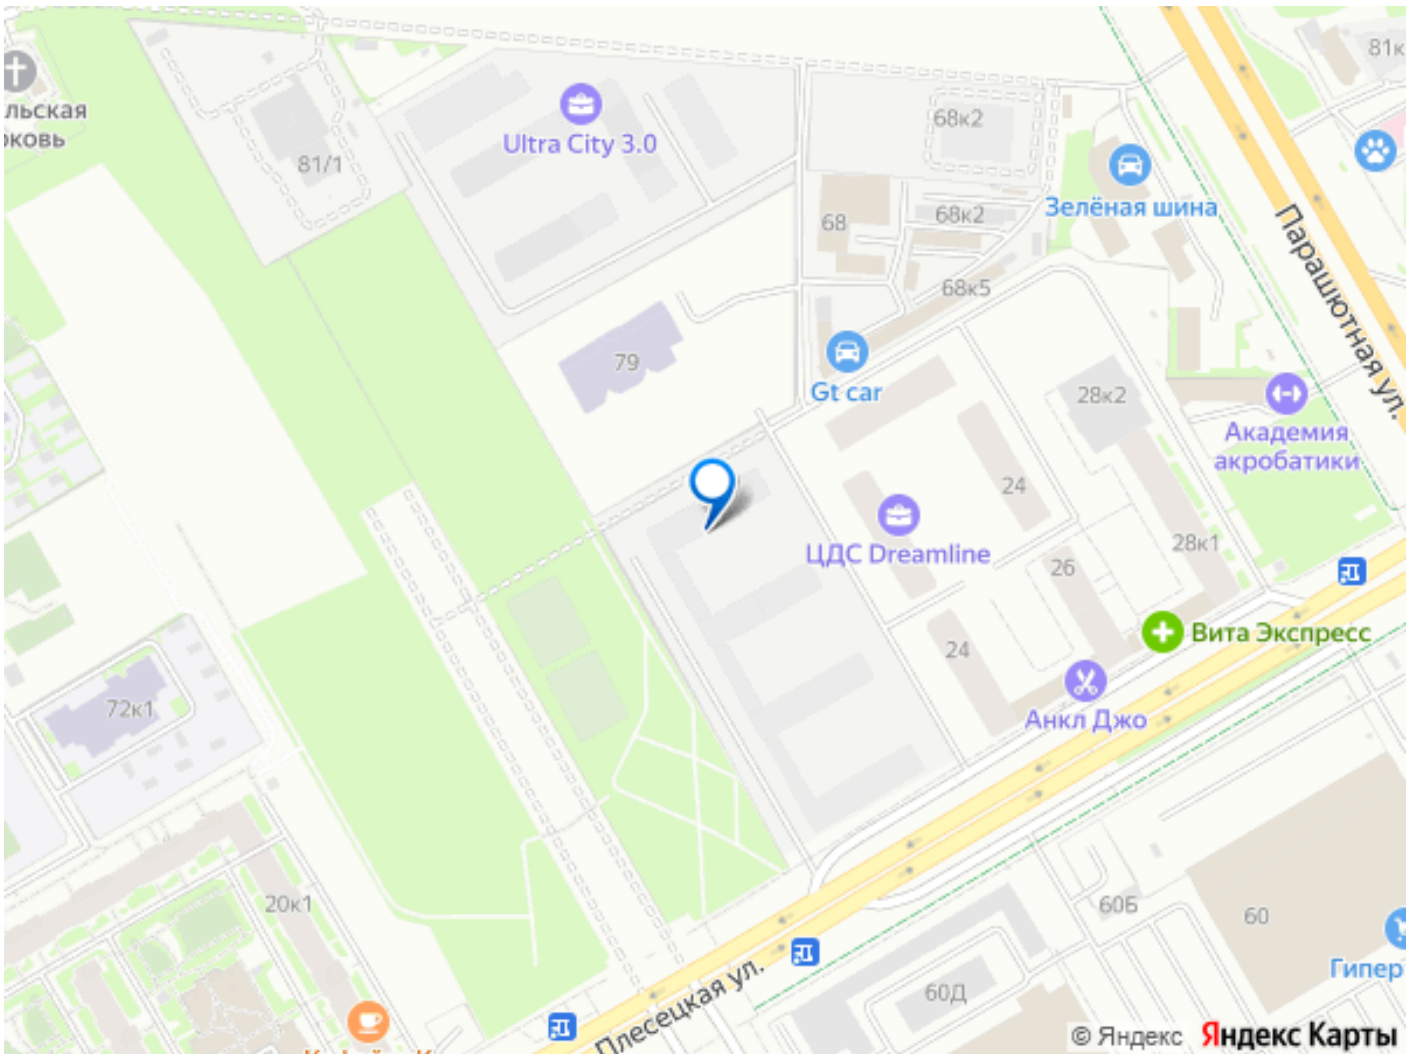 81к
льская
рковь
Ultra City 3.0
68к2
81/1
Зелёная шина
68к2
68
68к5
Парашютная ул.
79
Gt car
28к2
Академия
акробатики
24
ЦДС Dreamline
28к1
26
Вита Экспресс
24
Анкл Джо
72к1
20к1
60Б
60
Гипер
60Д
Плесецкая ул.
© Яндекс Яндекс Карты